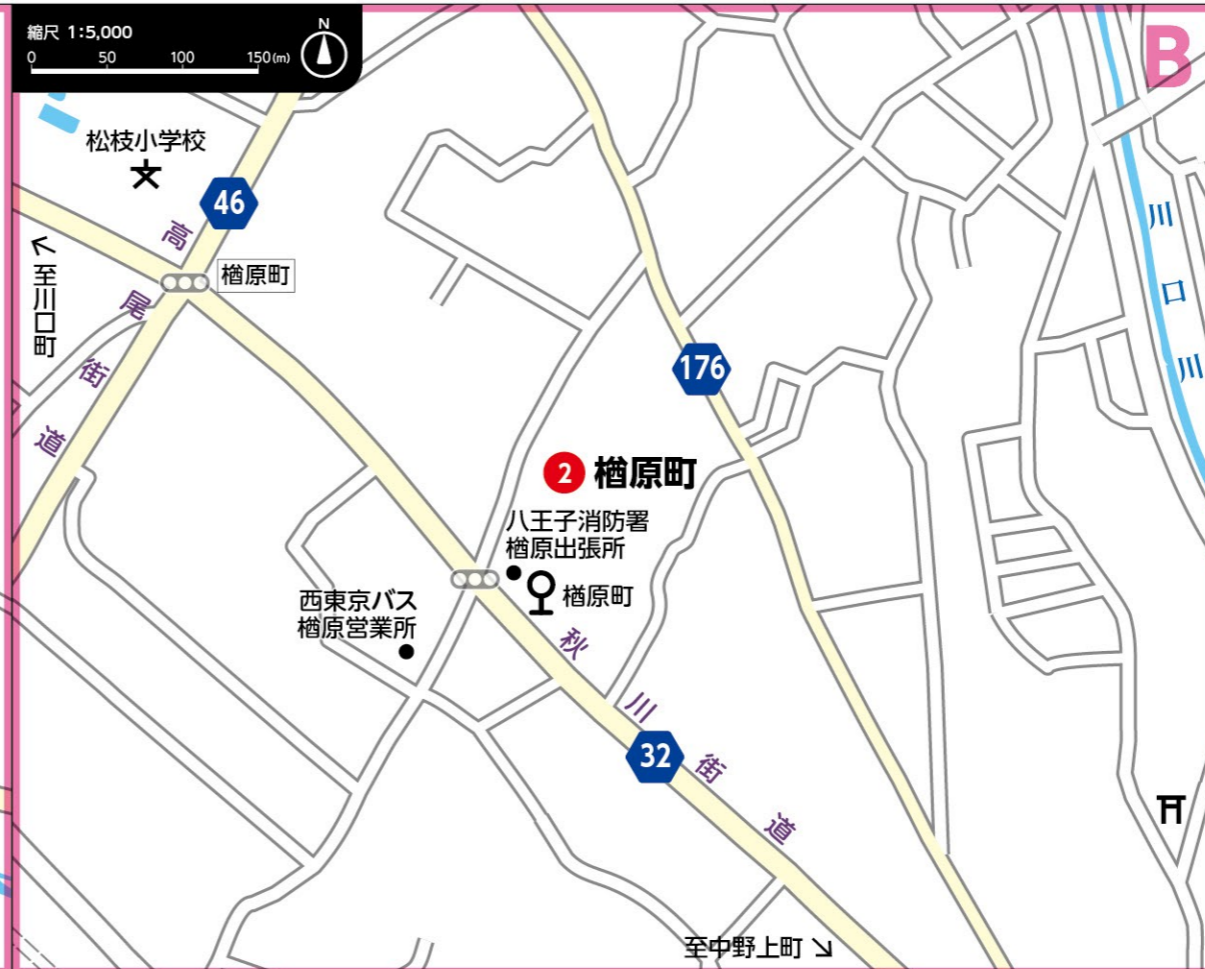 縮尺 1:5,000
0 50 100 150(m)
N
B
松枝小学校
46
高尾街道
楢原町
至川口町
川口川
176
2 楢原町
八王子消防署
楢原出張所
楢原町
西東京バス
楢原営業所
秋川街道
32
至中野上町